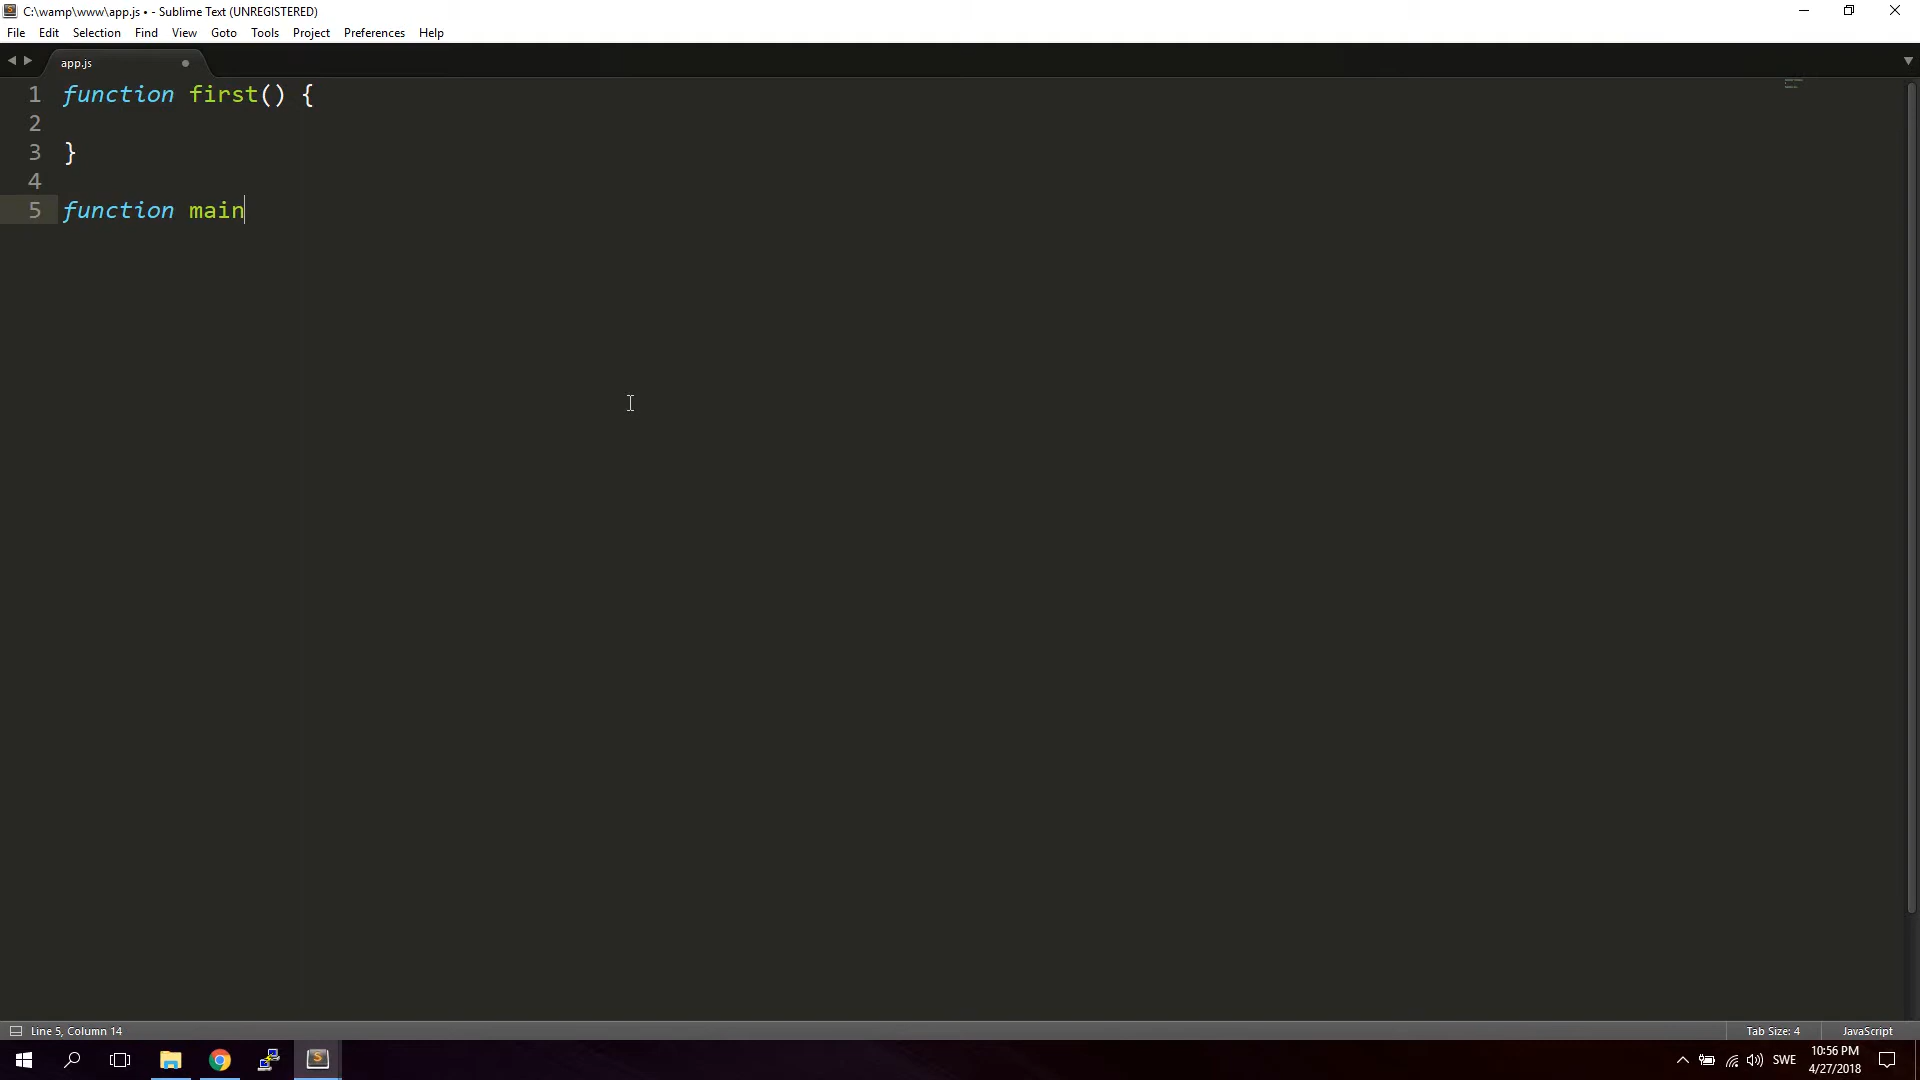 C:\wamp\www\app.js • - Sublime Text (UNREGISTERED)
File Edit Selection Find View Goto Tools Project Preferences Help
app.js
1 function first() {
2
3 }
4
5 function main
Line 5, Column 14 Tab Size: 4 JavaScript
SWE 10:56 PM
4/27/2018